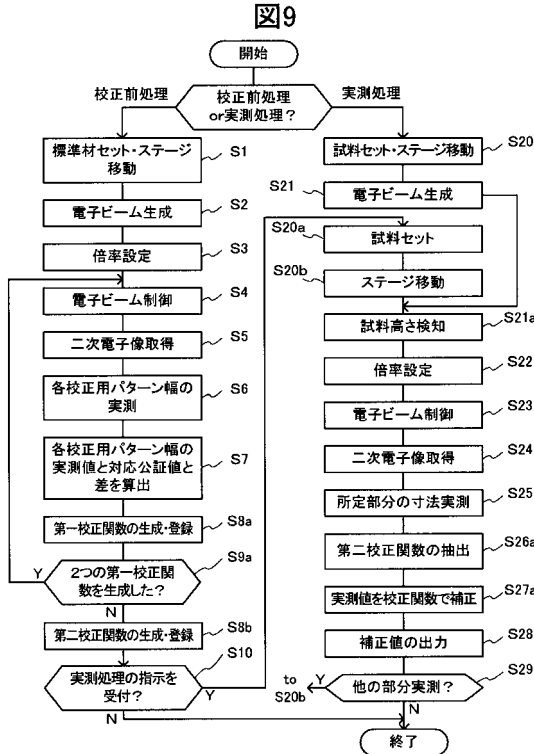 図9
開始
校正前処理
or実測処理？
校正前処理
実測処理
標準材セット・ステージ
移動
S1
電子ビーム生成
S2
倍率設定
S3
電子ビーム制御
S4
二次電子像取得
S5
各校正用パターン幅の
実測
S6
各校正用パターン幅の
実測値と対応公証値と
差を算出
S7
第一校正関数の生成・登録
S8a
2つの第一校正関
数を生成した？
S9a
Y
N
第二校正関数の生成・登録
S8b
実測処理の指示を
受付？
S10
Y
N
試料セット・ステージ移動
S20
S21
電子ビーム生成
S20a
試料セット
S20b
ステージ移動
試料高さ検知
S21a
倍率設定
S22
電子ビーム制御
S23
二次電子像取得
S24
所定部分の寸法実測
S25
第二校正関数の抽出
S26a
実測値を校正関数で補正
S27a
補正値の出力
S28
他の部分実測？
S29
to
S20b
Y
N
終了